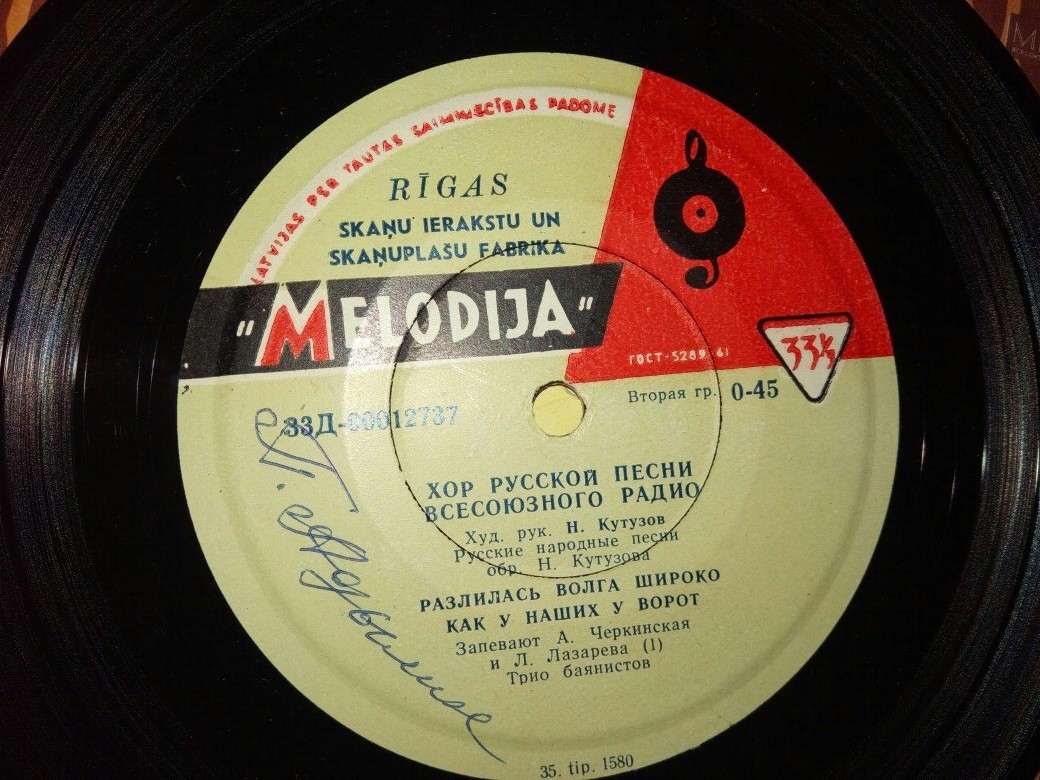 LATVIJAS PSR TAUTAS SAIMNIECĪBAS PADOME
RĪGAS
SKAŅU IERAKSTU UN
SKAŅUPLAŠU FABRIKA
"MELODIJA"
ГОСТ-5289 61
33⅓
Вторая гр. 0-45
33Д-00012737
ХОР РУССКОЙ ПЕСНИ
ВСЕСОЮЗНОГО РАДИО
Худ. рук. Н. Кутузов
Русские народные песни
обр. Н. Кутузова
РАЗЛИЛАСЬ ВОЛГА ШИРОКО
КАК У НАШИХ У ВОРОТ
Запевают А. Черкинская
и Л. Лазарева (1)
Трио баянистов
35. tip. 1580